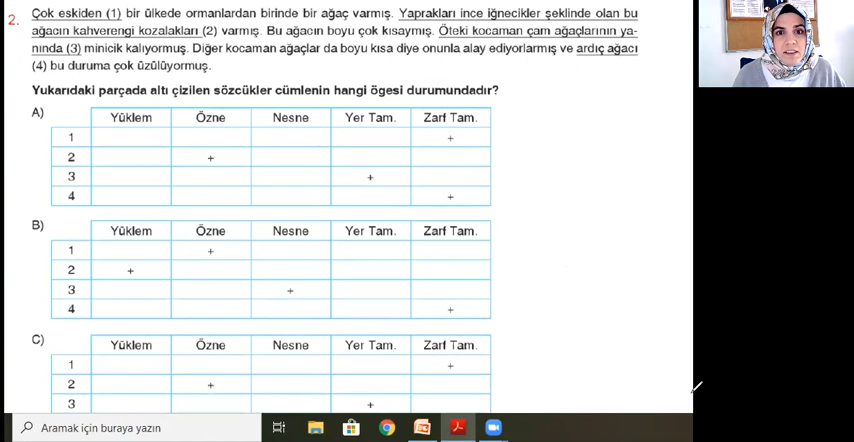 2. Çok eskiden (1) bir ülkede ormanlardan birinde bir ağaç varmış. Yaprakları ince iğnecikler şeklinde olan bu
ağacın kahverengi kozalakları (2) varmış. Bu ağacın boyu çok kısaymış. Öteki kocaman çam ağaçlarının ya-
nında (3) minicik kalıyormuş. Diğer kocaman ağaçlar da boyu kısa diye onunla alay ediyorlarmış ve ardıç ağacı
(4) bu duruma çok üzülüyormuş.
Yukarıdaki parçada altı çizilen sözcükler cümlenin hangi ögesi durumundadır?
A)
Yüklem Özne Nesne Yer Tam. Zarf Tam.
1 +
2 +
3 +
4 +
B)
Yüklem Özne Nesne Yer Tam. Zarf Tam.
1 +
2 +
3 +
4 +
C)
Yüklem Özne Nesne Yer Tam. Zarf Tam.
1 +
2 +
3 +
Aramak için buraya yazın